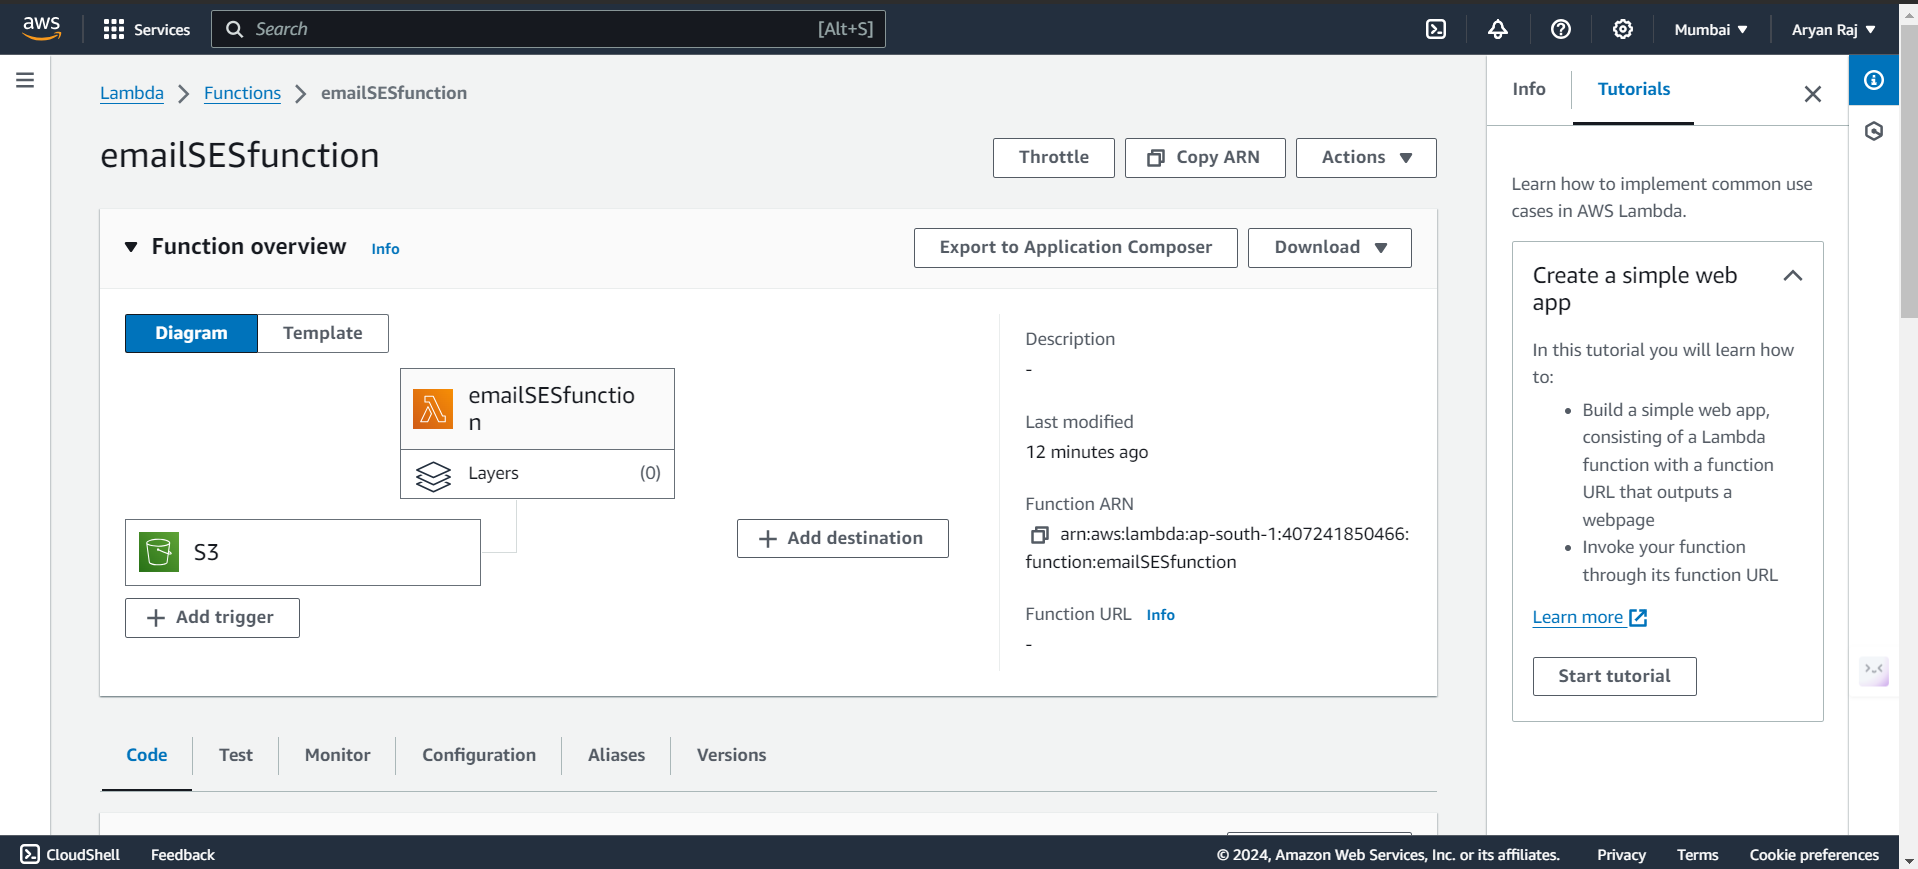 aws
Services
Search
[Alt+S]
Mumbai
Aryan Raj
Lambda
Functions
emailSESfunction
emailSESfunction
Throttle
Copy ARN
Actions
Function overview
Info
Export to Application Composer
Download
Diagram
Template
emailSESfunctio
n
Layers
(0)
S3
Add trigger
Add destination
Description
-
Last modified
12 minutes ago
Function ARN
arn:aws:lambda:ap-south-1:407241850466:
function:emailSESfunction
Function URL
Info
-
Code
Test
Monitor
Configuration
Aliases
Versions
Info
Tutorials
Learn how to implement common use
cases in AWS Lambda.
Create a simple web
app
In this tutorial you will learn how
to:
• Build a simple web app,
consisting of a Lambda
function with a function
URL that outputs a
webpage
• Invoke your function
through its function URL
Learn more
Start tutorial
CloudShell
Feedback
© 2024, Amazon Web Services, Inc. or its affiliates.
Privacy
Terms
Cookie preferences